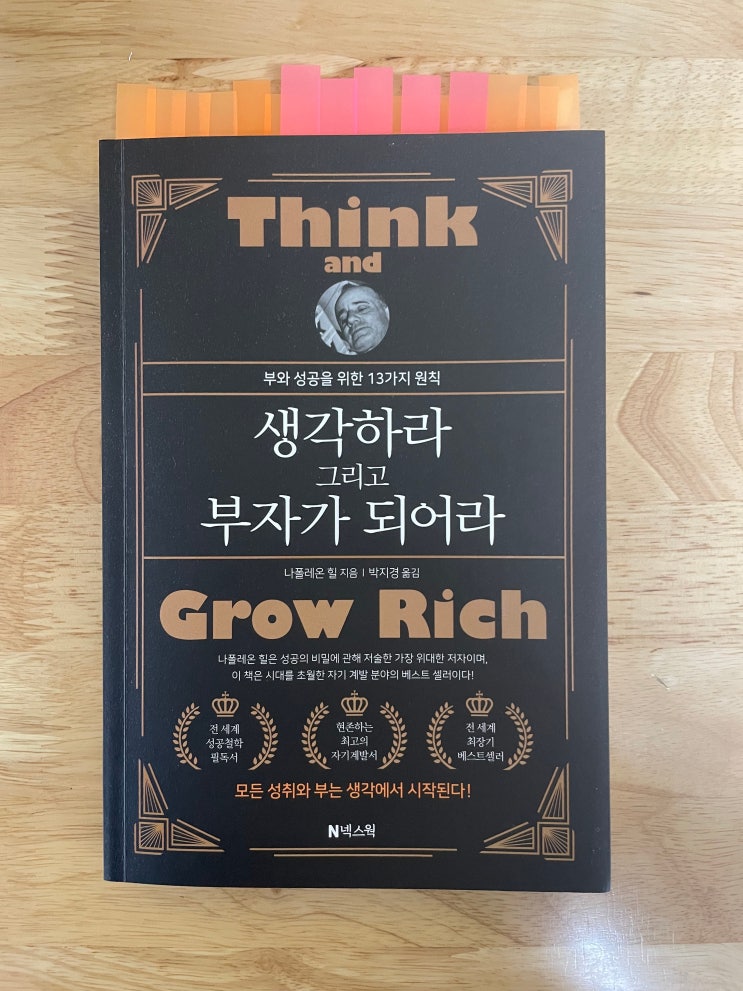 Think
and
부와 성공을 위한 13가지 원칙
생각하라
그리고
부자가 되어라
나폴레온 힐 지음 | 박지경 옮김
Grow Rich
나폴레온 힐은 성공의 비밀에 관해 저술한 가장 위대한 저자이며,
이 책은 시대를 초월한 자기 계발 분야의 베스트 셀러이다!
전 세계
성공철학
필독서
현존하는
최고의
자기계발서
전 세계
최장기
베스트셀러
모든 성취와 부는 생각에서 시작된다!
N넥스웍